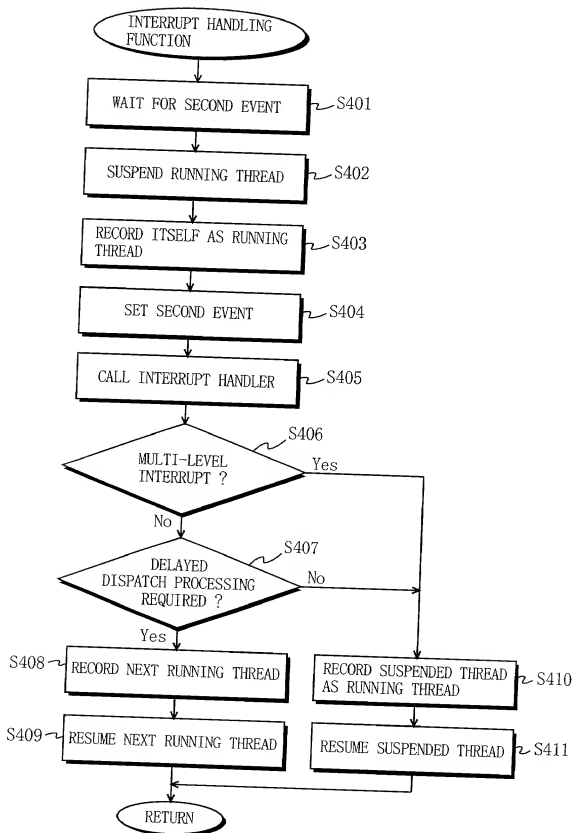 INTERRUPT HANDLING
FUNCTION
WAIT FOR SECOND EVENT
S401
SUSPEND RUNNING THREAD
S402
RECORD ITSELF AS RUNNING
THREAD
S403
SET SECOND EVENT
S404
CALL INTERRUPT HANDLER
S405
S406
MULTI-LEVEL
INTERRUPT ?
Yes
No
S407
DELAYED
DISPATCH PROCESSING
REQUIRED ?
No
Yes
S408
RECORD NEXT RUNNING THREAD
RECORD SUSPENDED THREAD
AS RUNNING THREAD
S410
S409
RESUME NEXT RUNNING THREAD
RESUME SUSPENDED THREAD
S411
RETURN